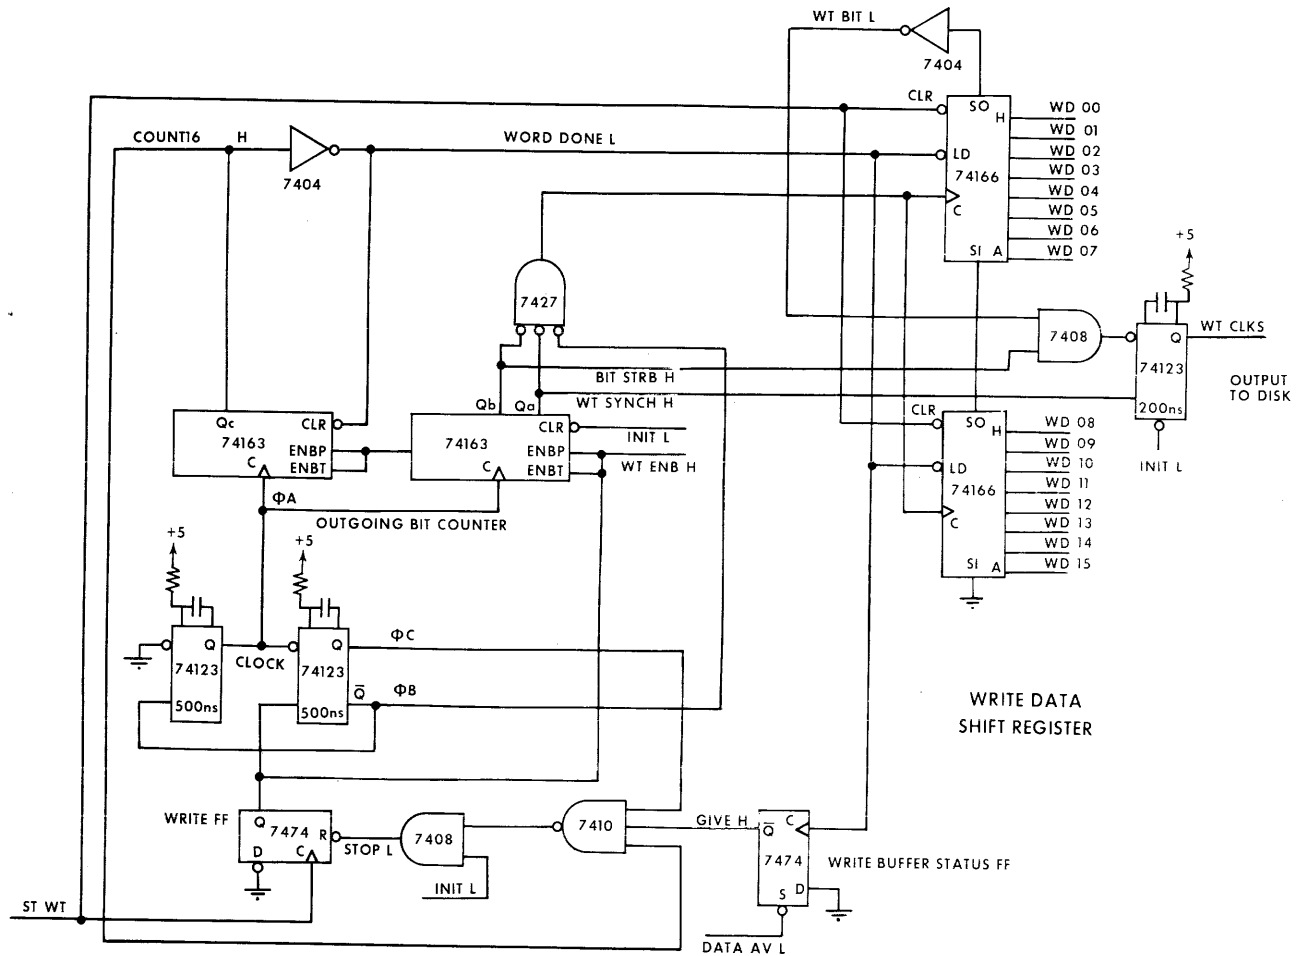 WT BIT L
7404
CLR
SO
H
WD 00
WD 01
WD 02
WD 03
WD 04
WD 05
WD 06
WD 07
LD
74166
C
SI A
COUNT16 H
7404
WORD DONE L
+5
7427
7408
Q
WT CLKS
74123
200ns
OUTPUT
TO DISK
INIT L
BIT STRB H
WT SYNCH H
Qb Qa
Qc
CLR
74163
ENBP
ENBT
C
CLR
74163
ENBP
ENBT
C
INIT L
WT ENB H
ΦA
OUTGOING BIT COUNTER
CLR
SO
H
WD 08
WD 09
WD 10
WD 11
WD 12
WD 13
WD 14
WD 15
LD
74166
C
SI A
+5
+5
Q
74123
500ns
CLOCK
Q
74123
Q̅
500ns
ΦC
ΦB
WRITE DATA
SHIFT REGISTER
WRITE FF
Q
7474
R
D
C
STOP L
7408
INIT L
7410
GIVE H
Q̅
C
7474
D
S
WRITE BUFFER STATUS FF
ST WT
DATA AV L